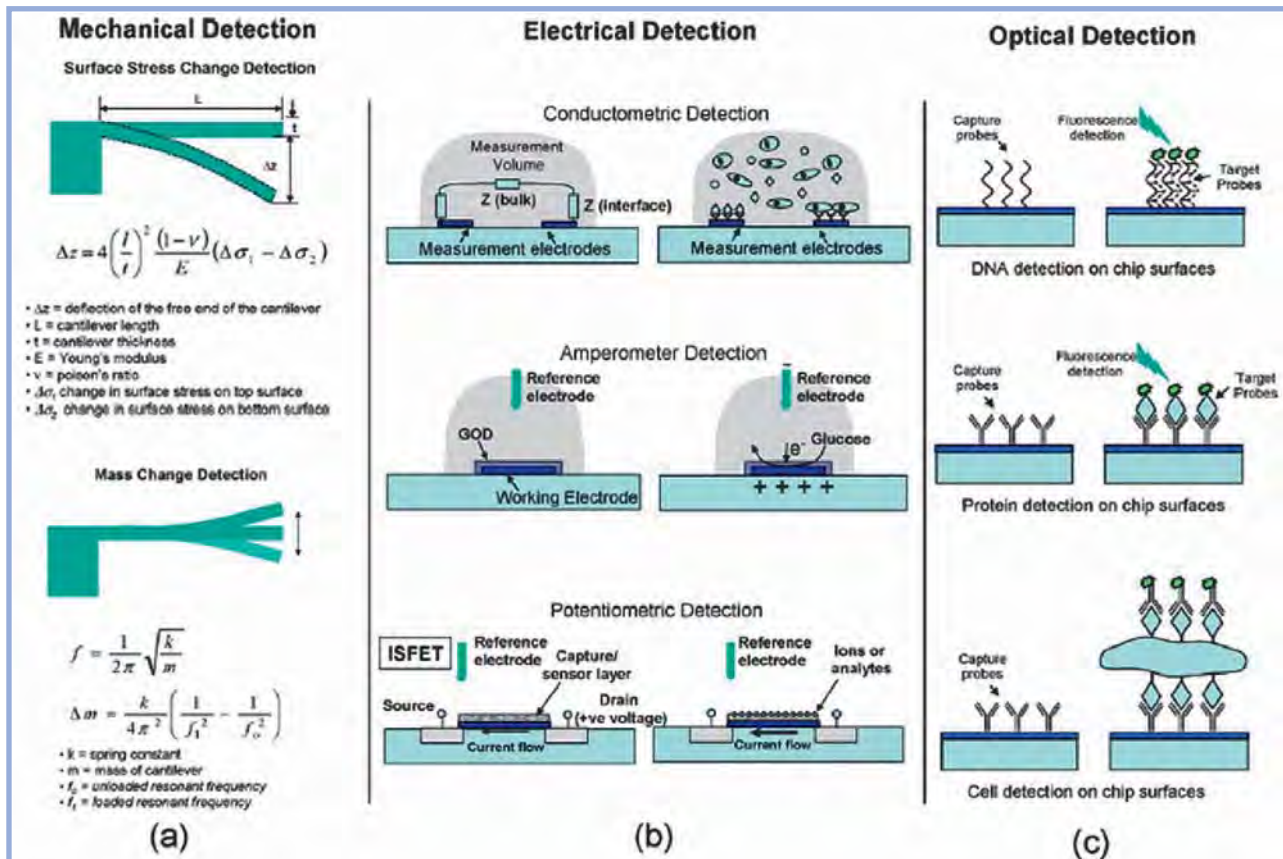 Mechanical Detection
Surface Stress Change Detection
L
t
Δz
Δz = 4(l/t)² (1-ν)/E (Δσ₁ - Δσ₂)
• Δz = deflection of the free end of the cantilever
• L = cantilever length
• t = cantilever thickness
• E = Young's modulus
• ν = poison's ratio
• Δσ₁ change in surface stress on top surface
• Δσ₂ change in surface stress on bottom surface
Mass Change Detection
f = 1/2π √k/m
Δm = k/4π² (1/f₁² - 1/f₀²)
• k = spring constant
• m = mass of cantilever
• f₀ = unloaded resonant frequency
• f₁ = loaded resonant frequency
(a)
Electrical Detection
Conductometric Detection
Measurement
Volume
Z (bulk)
Z (interface)
Measurement electrodes
Measurement electrodes
Amperometer Detection
Reference
electrode
GOD
Working Electrode
Reference
electrode
Glucose
e⁻
+ + + +
Potentiometric Detection
ISFET
Reference
electrode
Capture/
sensor layer
Source
Drain
(+ve voltage)
Current flow
Reference
electrode
Ions or
analytes
Current flow
(b)
Optical Detection
Capture
probes
Fluorescence
detection
Target
Probes
DNA detection on chip surfaces
Capture
probes
Fluorescence
detection
Target
Probes
Protein detection on chip surfaces
Capture
probes
Cell detection on chip surfaces
(c)